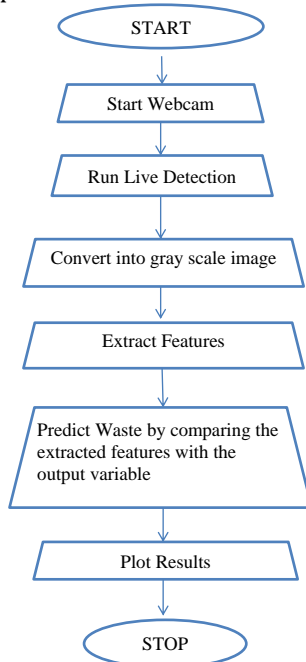 START
Start Webcam
Run Live Detection
Convert into gray scale image
Extract Features
Predict Waste by comparing the
extracted features with the
output variable
Plot Results
STOP